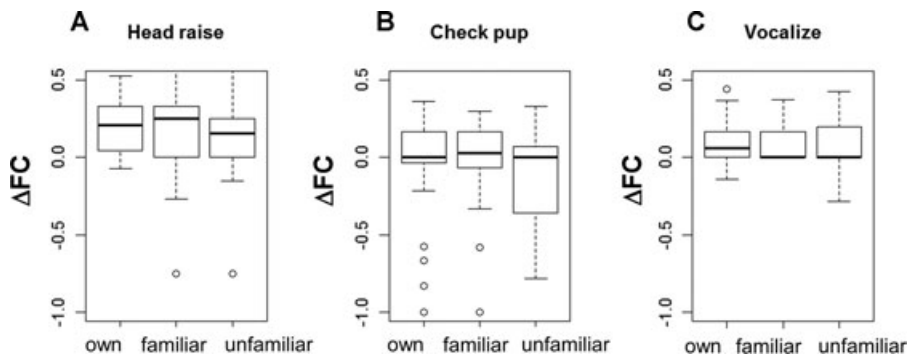 A Head raise
ΔFC
0.5
0.0
-0.5
-1.0
own familiar unfamiliar
B Check pup
ΔFC
0.5
0.0
-0.5
-1.0
own familiar unfamiliar
C Vocalize
ΔFC
0.5
0.0
-0.5
-1.0
own familiar unfamiliar